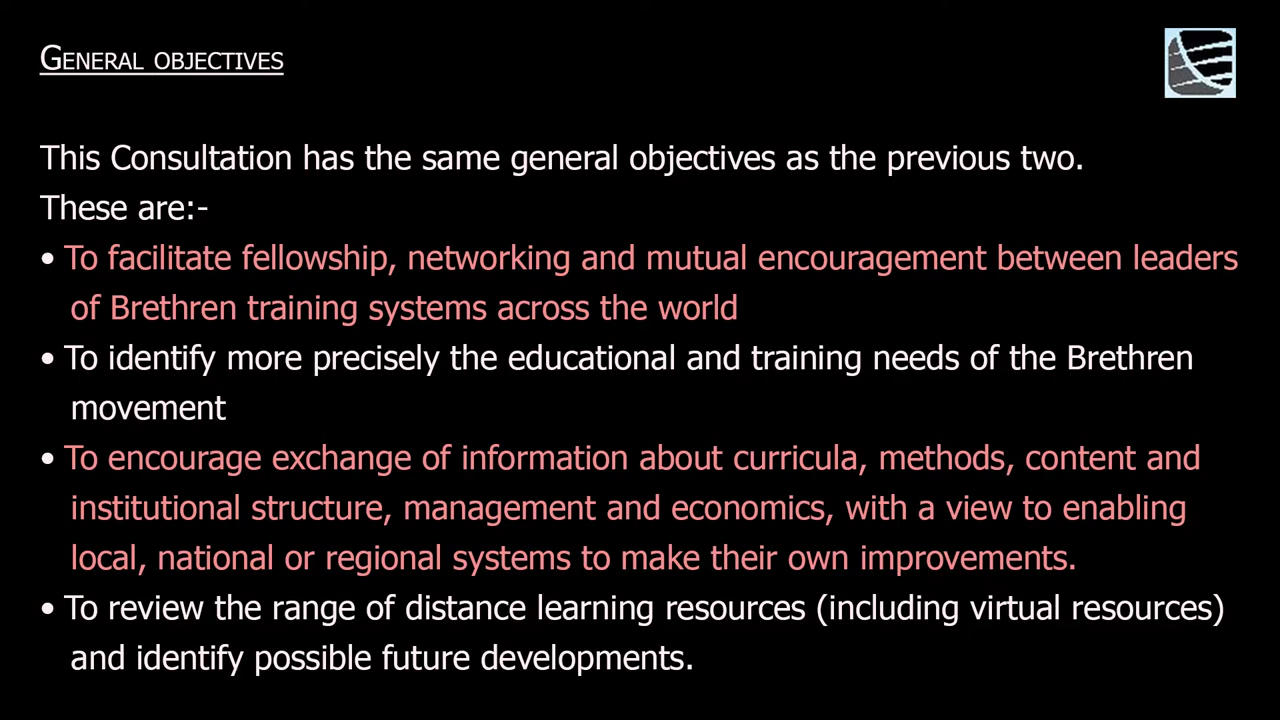 GENERAL OBJECTIVES
This Consultation has the same general objectives as the previous two.
These are:-
• To facilitate fellowship, networking and mutual encouragement between leaders
of Brethren training systems across the world
• To identify more precisely the educational and training needs of the Brethren
movement
• To encourage exchange of information about curricula, methods, content and
institutional structure, management and economics, with a view to enabling
local, national or regional systems to make their own improvements.
• To review the range of distance learning resources (including virtual resources)
and identify possible future developments.